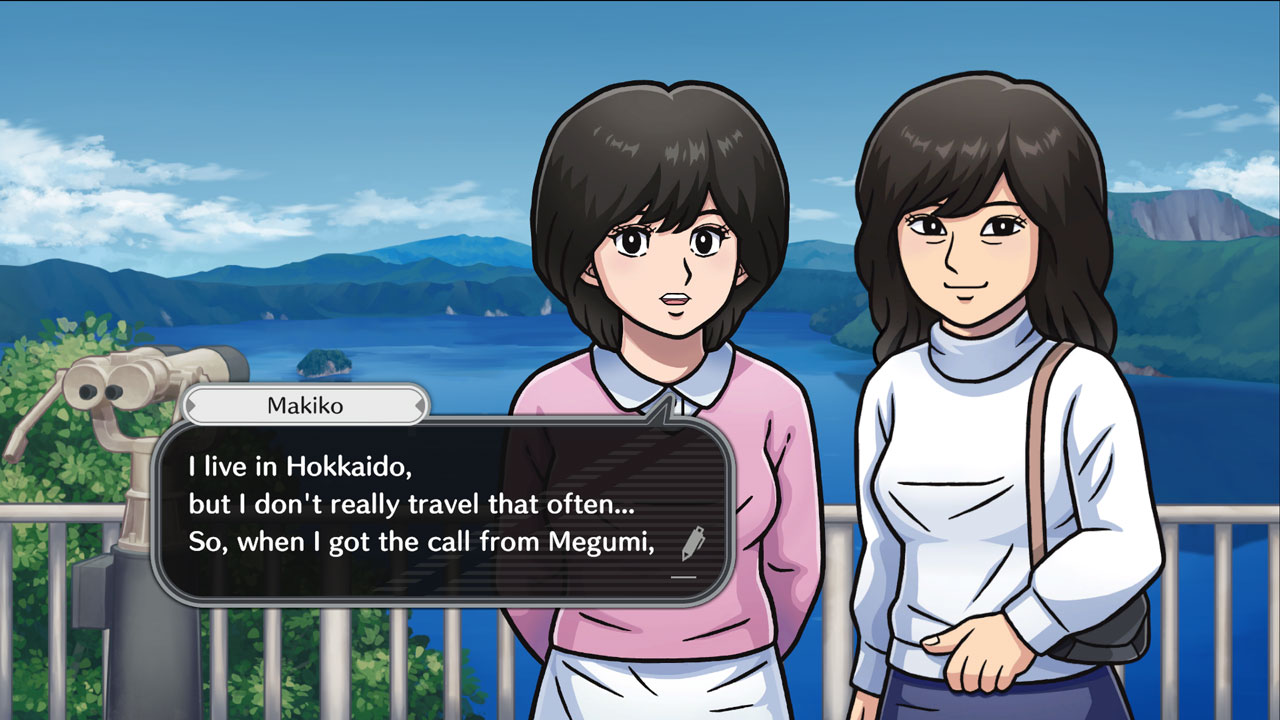 Makiko
I live in Hokkaido,
but I don't really travel that often...
So, when I got the call from Megumi,